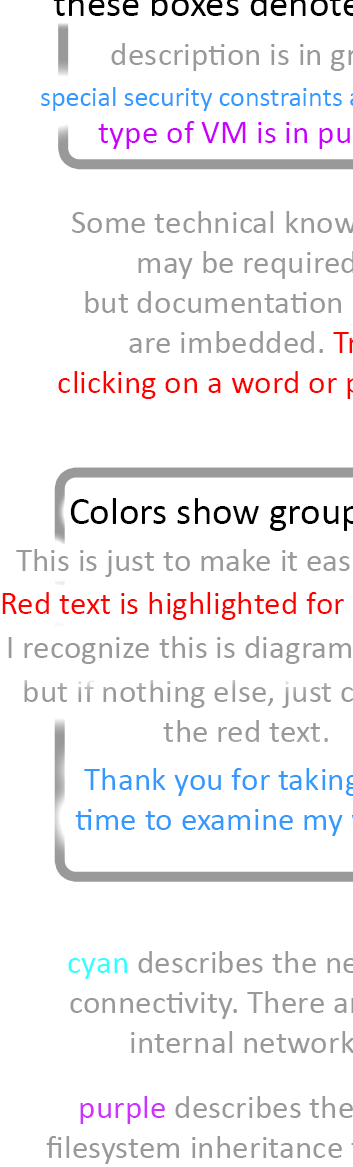 these boxes denote
description is in gr
special security constraints a
type of VM is in pu
Some technical know
may be required
but documentation
are imbedded. Tr
clicking on a word or p
Colors show group
This is just to make it eas
Red text is highlighted for
I recognize this is diagram
but if nothing else, just c
the red text.
Thank you for taking
time to examine my
cyan describes the ne
connectivity. There ar
internal network
purple describes the
filesystem inheritance